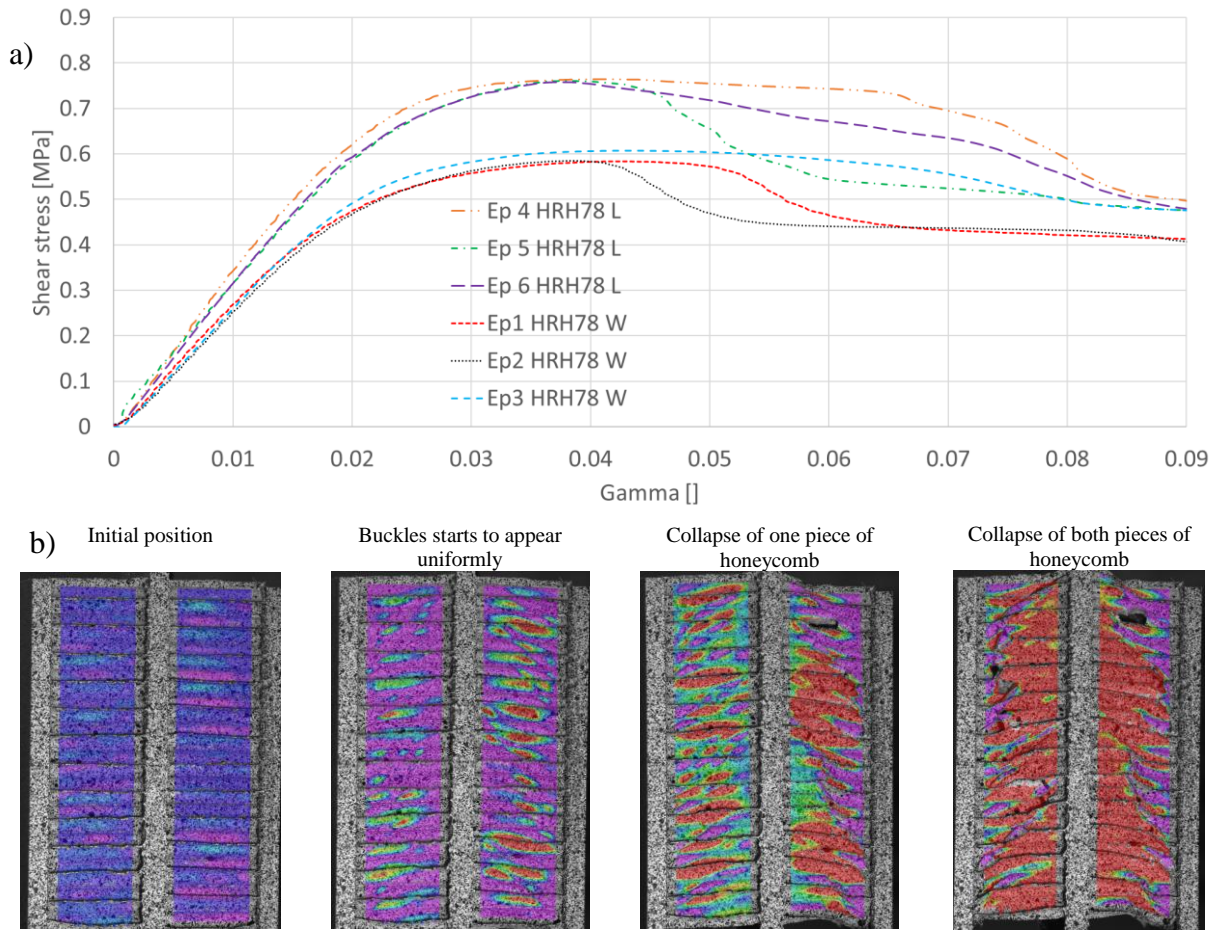 a)
Shear stress [MPa]
0.9
0.8
0.7
0.6
0.5
0.4
0.3
0.2
0.1
0
Ep 4 HRH78 L
Ep 5 HRH78 L
Ep 6 HRH78 L
Ep1 HRH78 W
Ep2 HRH78 W
Ep3 HRH78 W
0 0.01 0.02 0.03 0.04 0.05 0.06 0.07 0.08 0.09
Gamma []
b)
Initial position
Buckles starts to appear
uniformly
Collapse of one piece of
honeycomb
Collapse of both pieces of
honeycomb